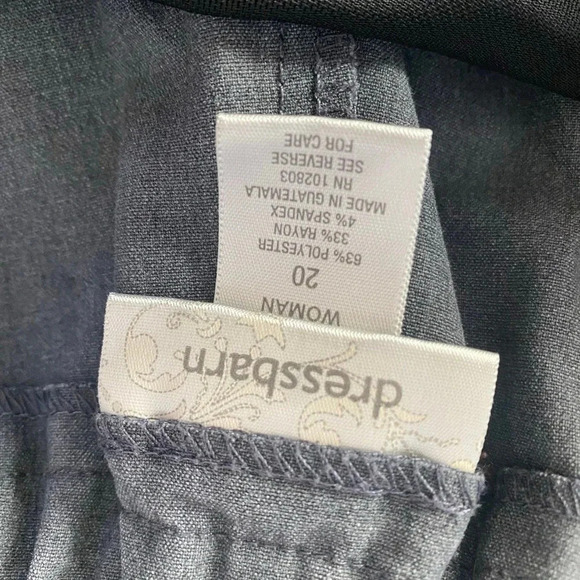 dressbarn
WOMAN
20
63% POLYESTER
33% RAYON
4% SPANDEX
MADE IN GUATEMALA
RN 102803
SEE REVERSE
FOR CARE